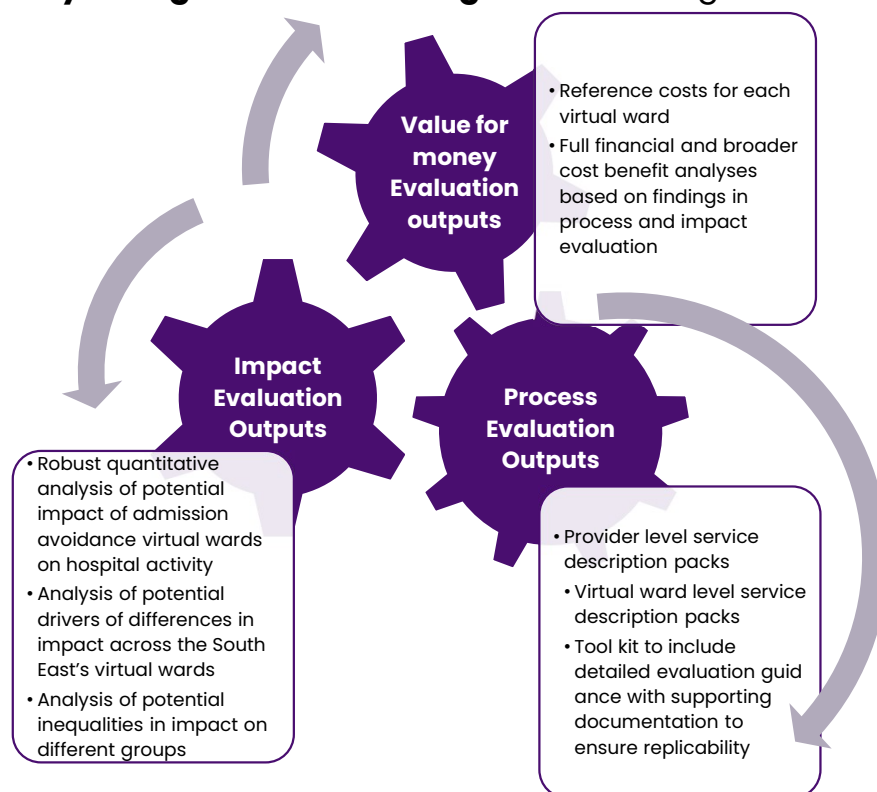 Value for
money
Evaluation
outputs
• Reference costs for each
virtual ward
• Full financial and broader
cost benefit analyses
based on findings in
process and impact
evaluation
Impact
Evaluation
Outputs
Process
Evaluation
Outputs
• Robust quantitative
analysis of potential
impact of admission
avoidance virtual wards
on hospital activity
• Analysis of potential
drivers of differences in
impact across the South
East’s virtual wards
• Analysis of potential
inequalities in impact on
different groups
• Provider level service
description packs
• Virtual ward level service
description packs
• Tool kit to include
detailed evaluation guid
ance with supporting
documentation to
ensure replicability